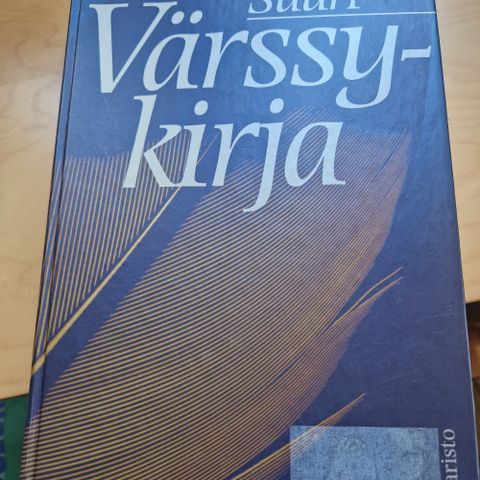 Suuri
Värssy-
kirja
aristo